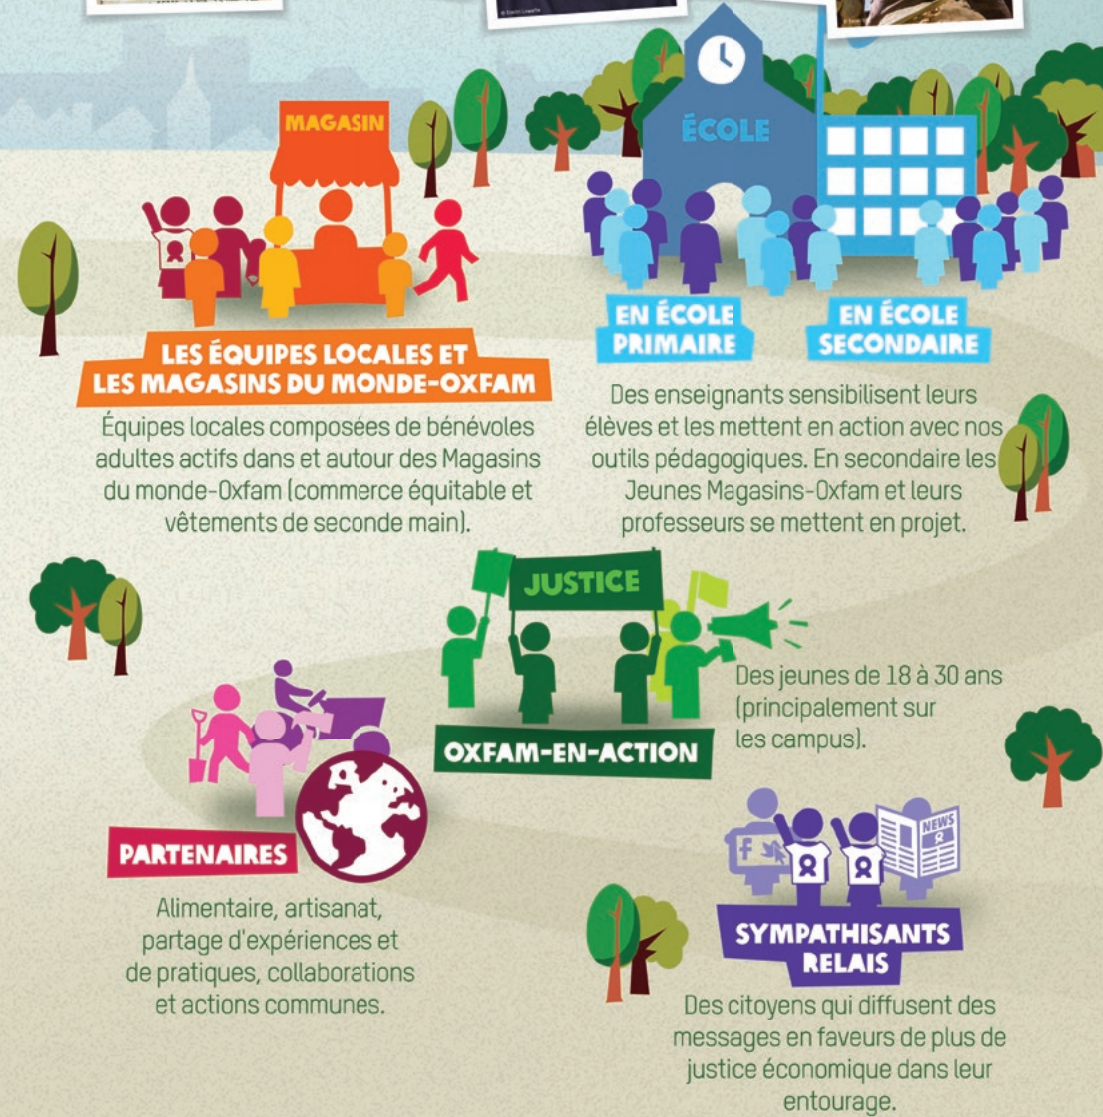 MAGASIN
ÉCOLE
LES ÉQUIPES LOCALES ET
LES MAGASINS DU MONDE-OXFAM
Équipes locales composées de bénévoles
adultes actifs dans et autour des Magasins
du monde-Oxfam (commerce équitable et
vêtements de seconde main).
EN ÉCOLE
PRIMAIRE
EN ÉCOLE
SECONDAIRE
Des enseignants sensibilisent leurs
élèves et les mettent en action avec nos
outils pédagogiques. En secondaire les
Jeunes Magasins-Oxfam et leurs
professeurs se mettent en projet.
JUSTICE
OXFAM-EN-ACTION
Des jeunes de 18 à 30 ans
(principalement sur
les campus).
PARTENAIRES
Alimentaire, artisanat,
partage d'expériences et
de pratiques, collaborations
et actions communes.
NEWS
SYMPATHISANTS
RELAIS
Des citoyens qui diffusent des
messages en faveurs de plus de
justice économique dans leur
entourage.